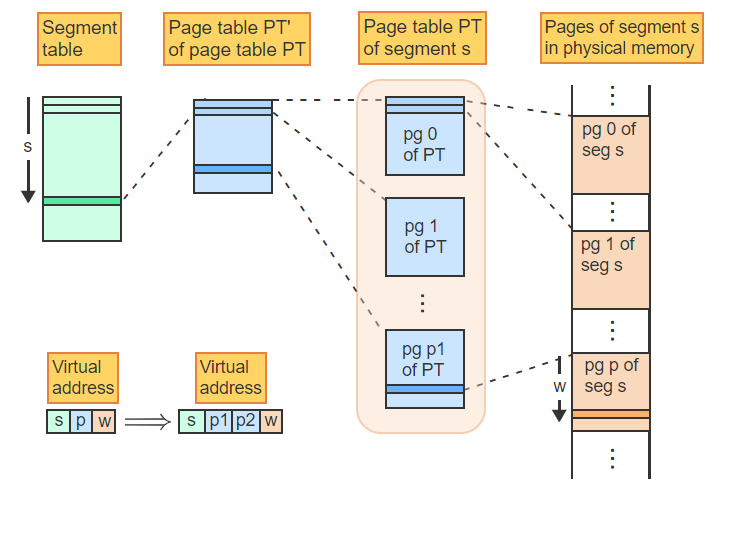 Segment
table
Page table PT'
of page table PT
Page table PT
of segment s
Pages of segment s
in physical memory
s
pg 0
of PT
pg 1
of PT
⋮
pg p1
of PT
⋮
pg 0 of
seg s
⋮
pg 1 of
seg s
⋮
pg p of
seg s
w
⋮
Virtual
address
s p w
Virtual
address
s p1 p2 w